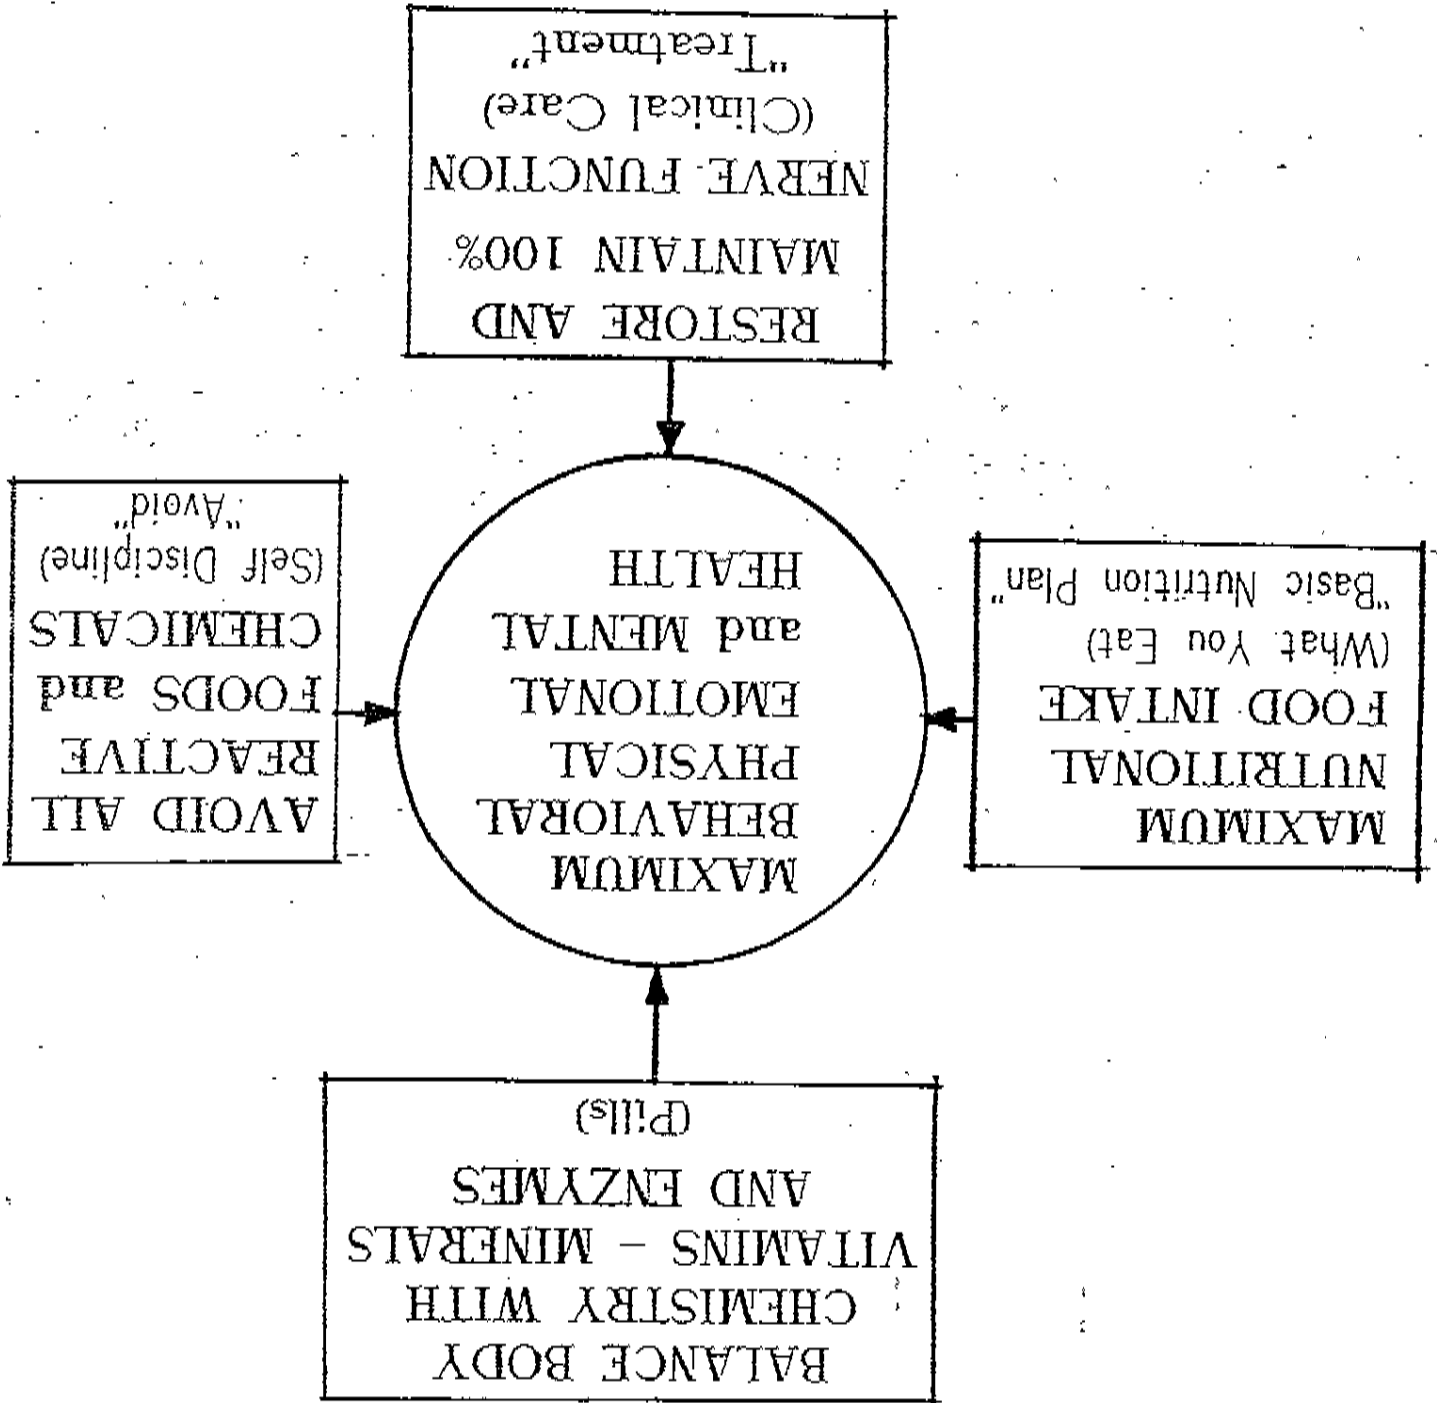 BALANCE BODY
CHEMISTRY WITH
VITAMINS - MINERALS
AND ENZYMES
(Pills)
MAXIMUM
NUTRITIONAL
FOOD INTAKE
(What You Eat)
"Basic Nutrition Plan"
MAXIMUM
BEHAVIORAL
PHYSICAL
EMOTIONAL
and MENTAL
HEALTH
AVOID ALL
REACTIVE
FOODS and
CHEMICALS
(Self Discipline)
"Avoid"
RESTORE AND
MAINTAIN 100%
NERVE FUNCTION
(Clinical Care)
"Treatment"